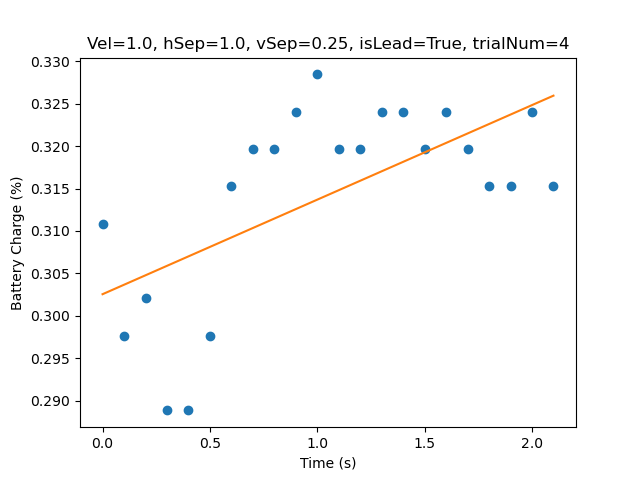 Vel=1.0, hSep=1.0, vSep=0.25, isLead=True, trialNum=4
0.330
0.325
0.320
0.315
0.310
0.305
0.300
0.295
0.290
Battery Charge (%)
0.0 0.5 1.0 1.5 2.0
Time (s)